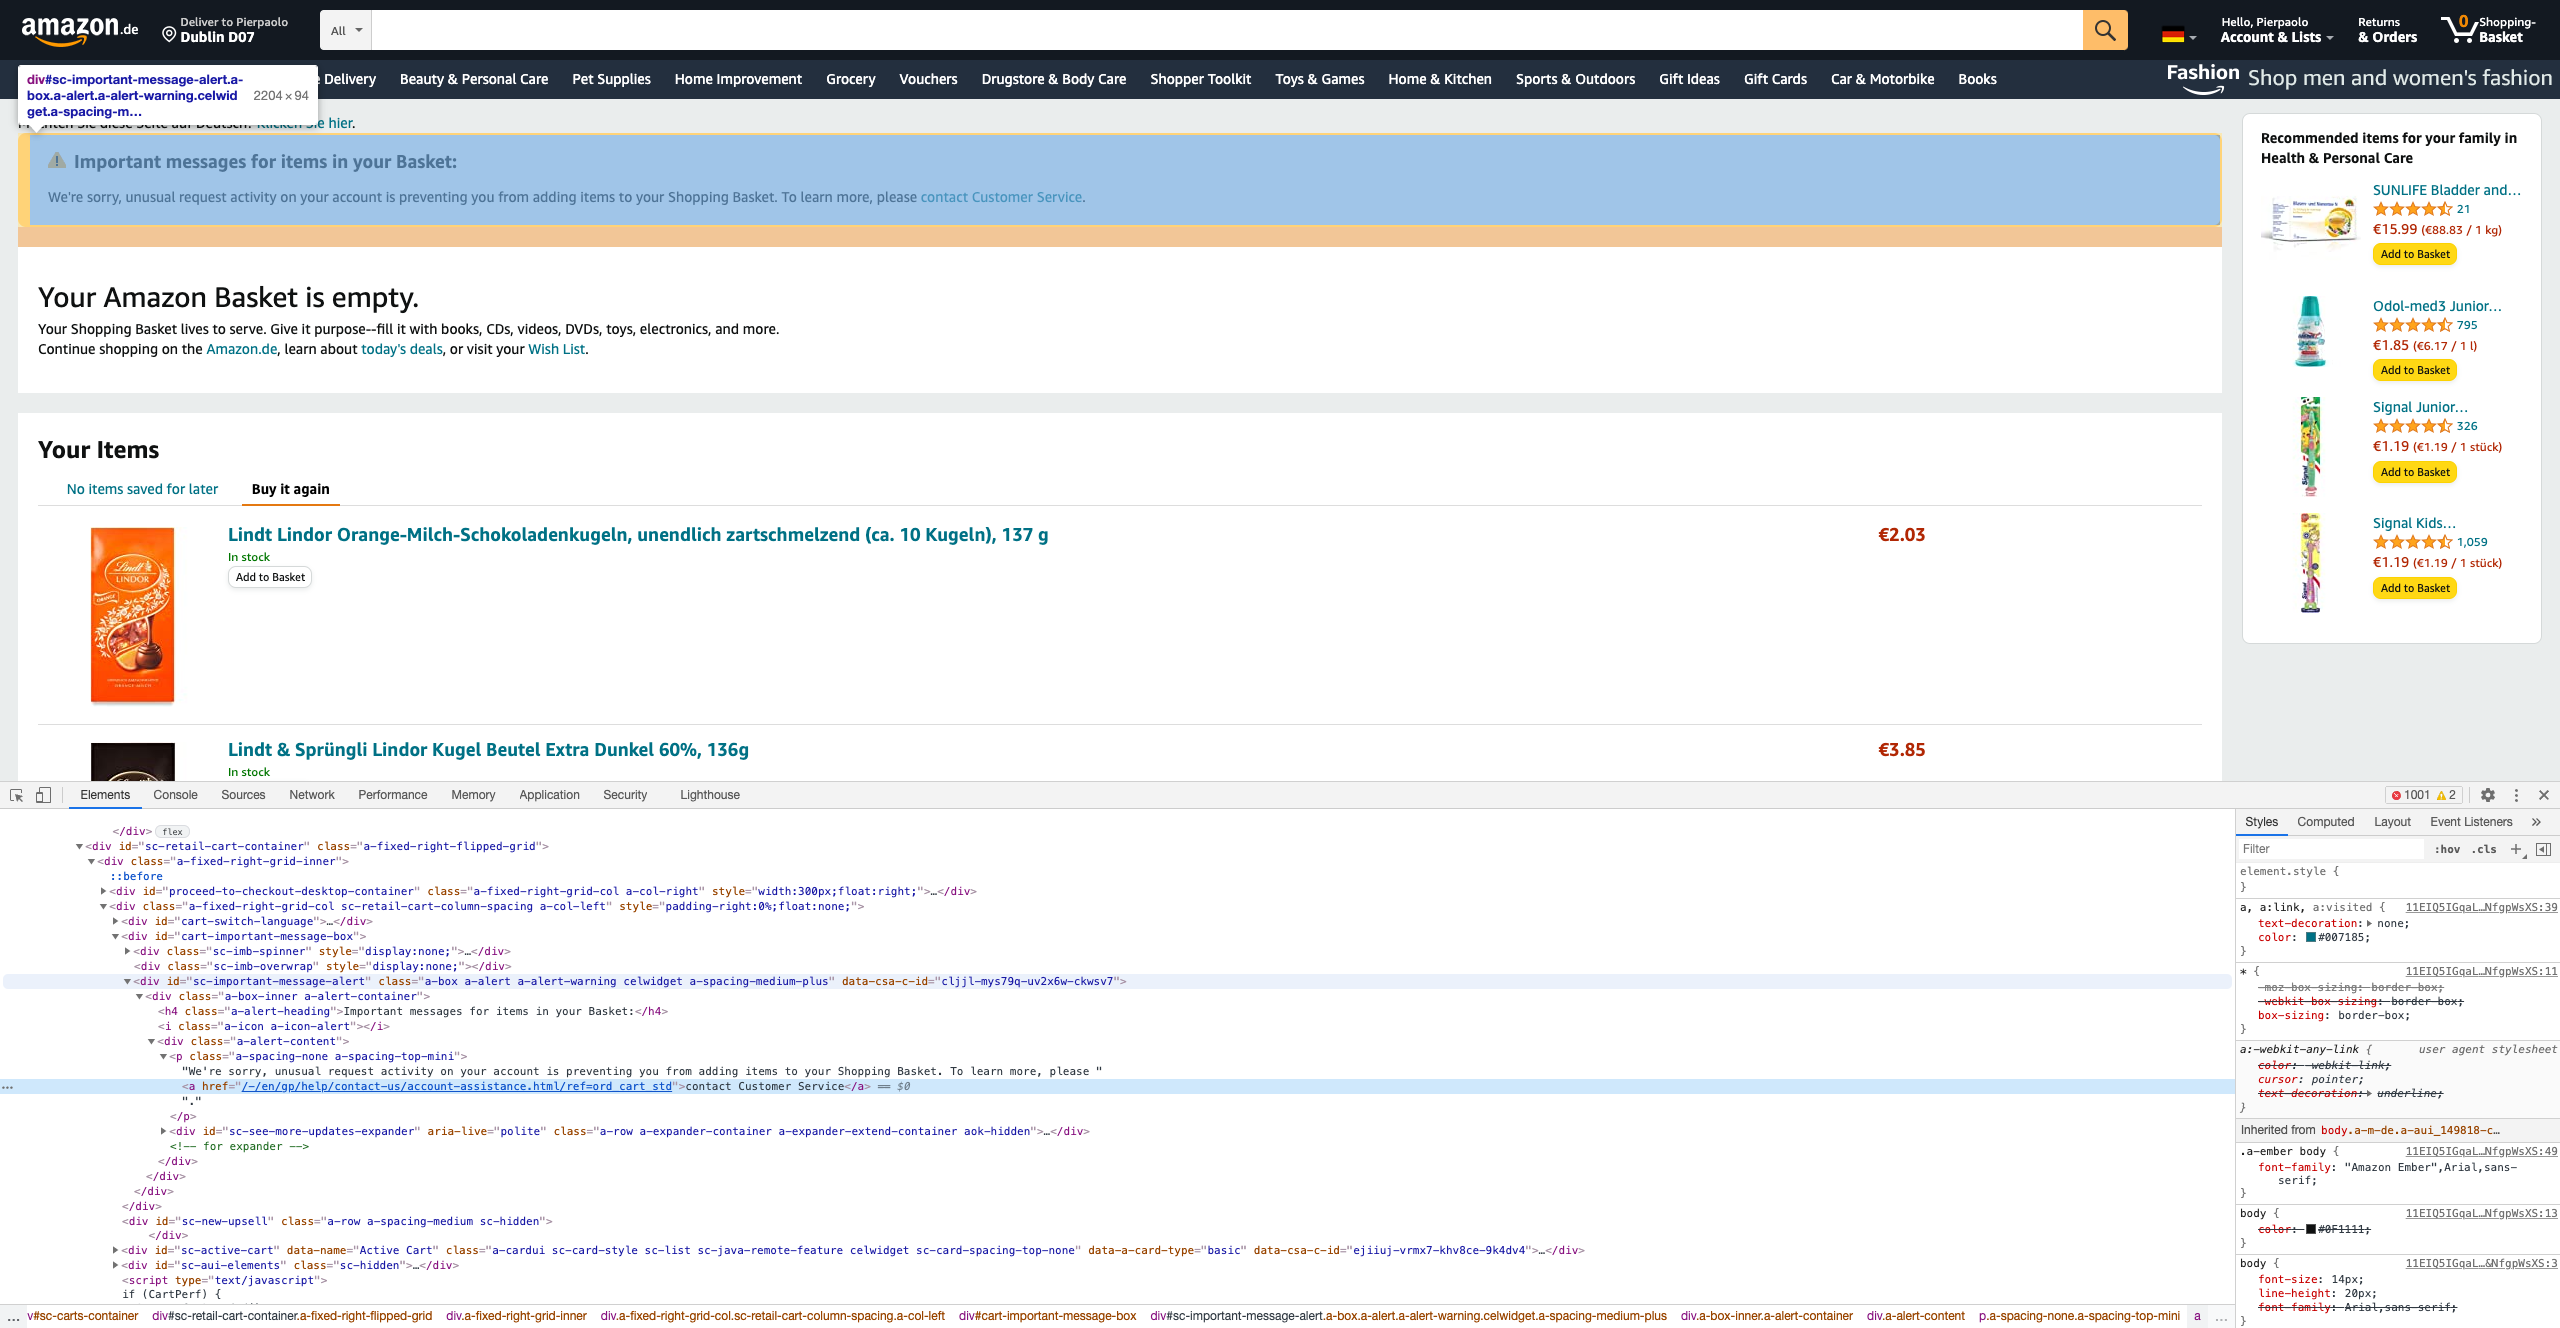 amazon.de
Deliver to Pierpaolo
Dublin D07
All
Hello, Pierpaolo
Account & Lists
Returns
& Orders
0 Shopping-
Basket
div#sc-important-message-alert.a-
box.a-alert.a-alert-warning.celwid
get.a-spacing-m...
2204 × 94
Delivery
Beauty & Personal Care
Pet Supplies
Home Improvement
Grocery
Vouchers
Drugstore & Body Care
Shopper Toolkit
Toys & Games
Home & Kitchen
Sports & Outdoors
Gift Ideas
Gift Cards
Car & Motorbike
Books
Fashion Shop men and women's fashion
diese Seite auf Deutsch? Klicken Sie hier.
Important messages for items in your Basket:
We're sorry, unusual request activity on your account is preventing you from adding items to your Shopping Basket. To learn more, please contact Customer Service.
Your Amazon Basket is empty.
Your Shopping Basket lives to serve. Give it purpose--fill it with books, CDs, videos, DVDs, toys, electronics, and more.
Continue shopping on the Amazon.de, learn about today's deals, or visit your Wish List.
Your Items
No items saved for later
Buy it again
Lindt
LINDOR
ORANGE
Lindt Lindor Orange-Milch-Schokoladenkugeln, unendlich zartschmelzend (ca. 10 Kugeln), 137 g
€2.03
In stock
Add to Basket
Lindt & Sprüngli Lindor Kugel Beutel Extra Dunkel 60%, 136g
€3.85
In stock
Recommended items for your family in
Health & Personal Care
SUNLIFE Bladder and...
21
€15.99 (€88.83 / 1 kg)
Add to Basket
Odol-med3 Junior...
795
€1.85 (€6.17 / 1 l)
Add to Basket
Signal Junior...
326
€1.19 (€1.19 / 1 stück)
Add to Basket
Signal Kids...
1,059
€1.19 (€1.19 / 1 stück)
Add to Basket
Elements
Console
Sources
Network
Performance
Memory
Application
Security
Lighthouse
1001
2
</div> flex
<div id="sc-retail-cart-container" class="a-fixed-right-flipped-grid">
<div class="a-fixed-right-grid-inner">
::before
<div id="proceed-to-checkout-desktop-container" class="a-fixed-right-grid-col a-col-right" style="width:300px;float:right;">…</div>
<div class="a-fixed-right-grid-col sc-retail-cart-column-spacing a-col-left" style="padding-right:0%;float:none;">
<div id="cart-switch-language">…</div>
<div id="cart-important-message-box">
<div class="sc-imb-spinner" style="display:none;">…</div>
<div class="sc-imb-overwrap" style="display:none;"></div>
<div id="sc-important-message-alert" class="a-box a-alert a-alert-warning celwidget a-spacing-medium-plus" data-csa-c-id="cljjl-mys79q-uv2x6w-ckwsv7">
<div class="a-box-inner a-alert-container">
<h4 class="a-alert-heading">Important messages for items in your Basket:</h4>
<i class="a-icon a-icon-alert"></i>
<div class="a-alert-content">
<p class="a-spacing-none a-spacing-top-mini">
"We're sorry, unusual request activity on your account is preventing you from adding items to your Shopping Basket. To learn more, please "
<a href="/-/en/gp/help/contact-us/account-assistance.html/ref=ord_cart_std">contact Customer Service</a> == $0
"."
</p>
<div id="sc-see-more-updates-expander" aria-live="polite" class="a-row a-expander-container a-expander-extend-container aok-hidden">…</div>
<!-- for expander -->
</div>
</div>
</div>
</div>
<div id="sc-new-upsell" class="a-row a-spacing-medium sc-hidden">
</div>
<div id="sc-active-cart" data-name="Active Cart" class="a-cardui sc-card-style sc-list sc-java-remote-feature celwidget sc-card-spacing-top-none" data-a-card-type="basic" data-csa-c-id="ejiiuj-vrmx7-khv8ce-9k4dv4">…</div>
<div id="sc-aui-elements" class="sc-hidden">…</div>
<script type="text/javascript">
if (CartPerf) {
... v#sc-carts-container div#sc-retail-cart-container.a-fixed-right-flipped-grid div.a-fixed-right-grid-inner div.a-fixed-right-grid-col.sc-retail-cart-column-spacing.a-col-left div#cart-important-message-box div#sc-important-message-alert.a-box.a-alert.a-alert-warning.celwidget.a-spacing-medium-plus div.a-box-inner.a-alert-container div.a-alert-content p.a-spacing-none.a-spacing-top-mini a ...
Styles
Computed
Layout
Event Listeners
»
Filter
:hov .cls +
element.style {
}
a, a:link, a:visited { 11EIQ5IGqaL…NfgpWsXS:39
text-decoration: none;
color: #007185;
}
* { 11EIQ5IGqaL…NfgpWsXS:11
-moz-box-sizing: border-box;
-webkit-box-sizing: border-box;
box-sizing: border-box;
}
a:-webkit-any-link { user agent stylesheet
color: -webkit-link;
cursor: pointer;
text-decoration: underline;
}
Inherited from body.a-m-de.a-aui_149818-c…
.a-ember body { 11EIQ5IGqaL…NfgpWsXS:49
font-family: "Amazon Ember",Arial,sans-
serif;
}
body { 11EIQ5IGqaL…NfgpWsXS:13
color: #0F1111;
}
body { 11EIQ5IGqaL…&NfgpWsXS:3
font-size: 14px;
line-height: 20px;
font-family: Arial,sans-serif;
}